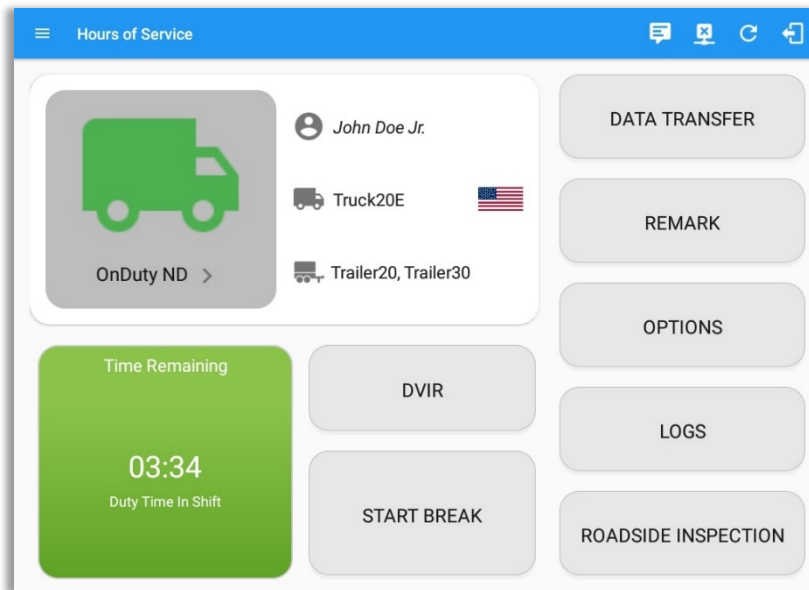 Hours of Service
John Doe Jr.
Truck20E
OnDuty ND
Trailer20, Trailer30
Time Remaining
03:34
Duty Time In Shift
DVIR
START BREAK
DATA TRANSFER
REMARK
OPTIONS
LOGS
ROADSIDE INSPECTION